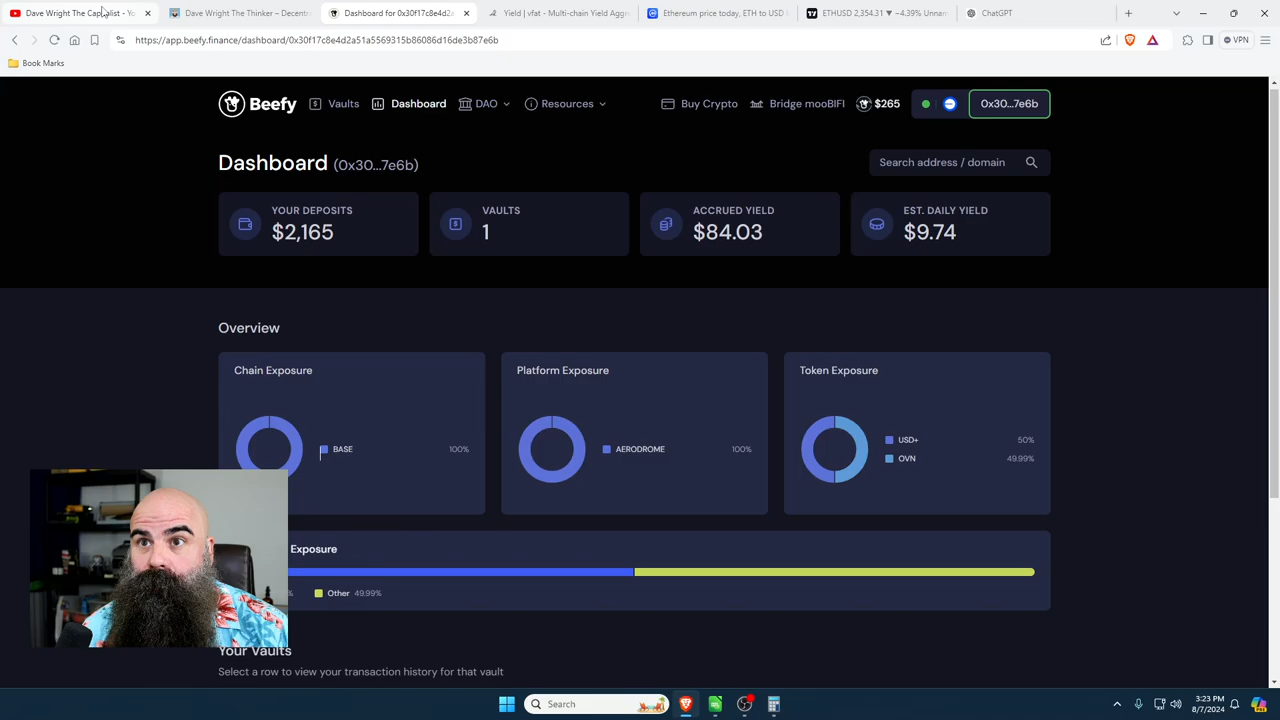 Dave Wright The Capitalist - Yo
Dave Wright The Thinker – Decentr
Dashboard for 0x30f17c8e4d2a
Yield | vfat - Multi-chain Yield Aggre
Ethereum price today, ETH to USD l
ETHUSD 2,354.31 ▼ −4.39% Unnam
ChatGPT
https://app.beefy.finance/dashboard/0x30f17c8e4d2a51a5569315b86086d16de3b87e6b
VPN
Book Marks
Beefy
Vaults
Dashboard
DAO
Resources
Buy Crypto
Bridge mooBIFI
$265
0x30...7e6b
Dashboard (0x30...7e6b)
Search address / domain
YOUR DEPOSITS
$2,165
VAULTS
1
ACCRUED YIELD
$84.03
EST. DAILY YIELD
$9.74
Overview
Chain Exposure
BASE 100%
Platform Exposure
AERODROME 100%
Token Exposure
USD+ 50%
OVN 49.99%
Exposure
%
Other 49.99%
Your Vaults
Select a row to view your transaction history for that vault
Search
3:23 PM
8/7/2024